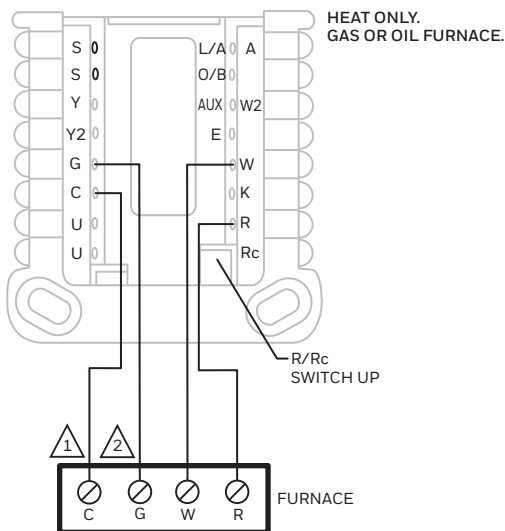 HEAT ONLY.
GAS OR OIL FURNACE.
S L/A A
S O/B
Y AUX W2
Y2 E
G W
C K
U R
U Rc
R/Rc
SWITCH UP
1 2
C G W R
FURNACE